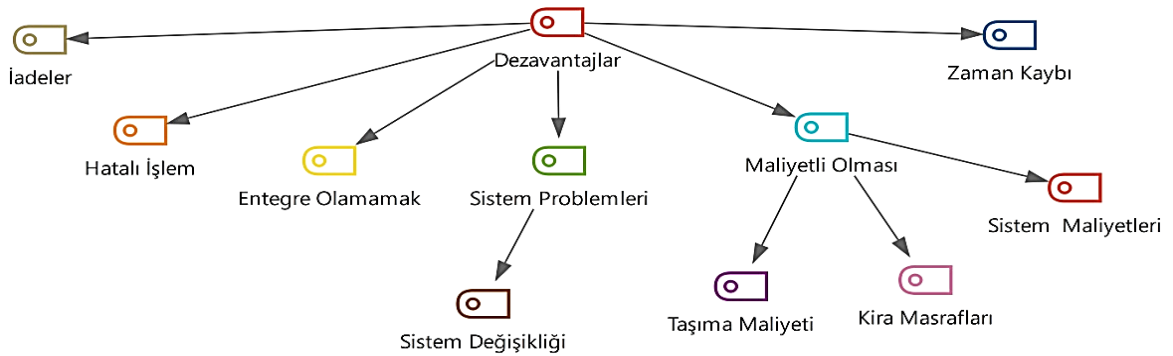 Dezavantajlar
İadeler
Zaman Kaybı
Hatalı İşlem
Entegre Olamamak
Sistem Problemleri
Maliyetli Olması
Sistem Maliyetleri
Sistem Değişikliği
Taşıma Maliyeti
Kira Masrafları